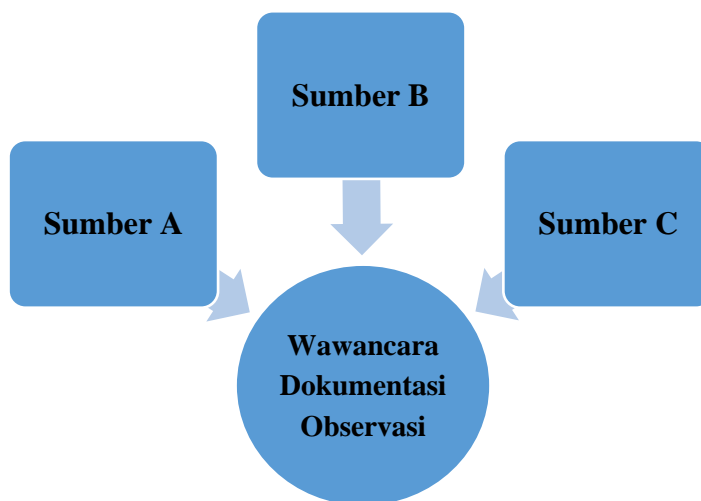 Sumber B
Sumber A
Sumber C
Wawancara
Dokumentasi
Observasi